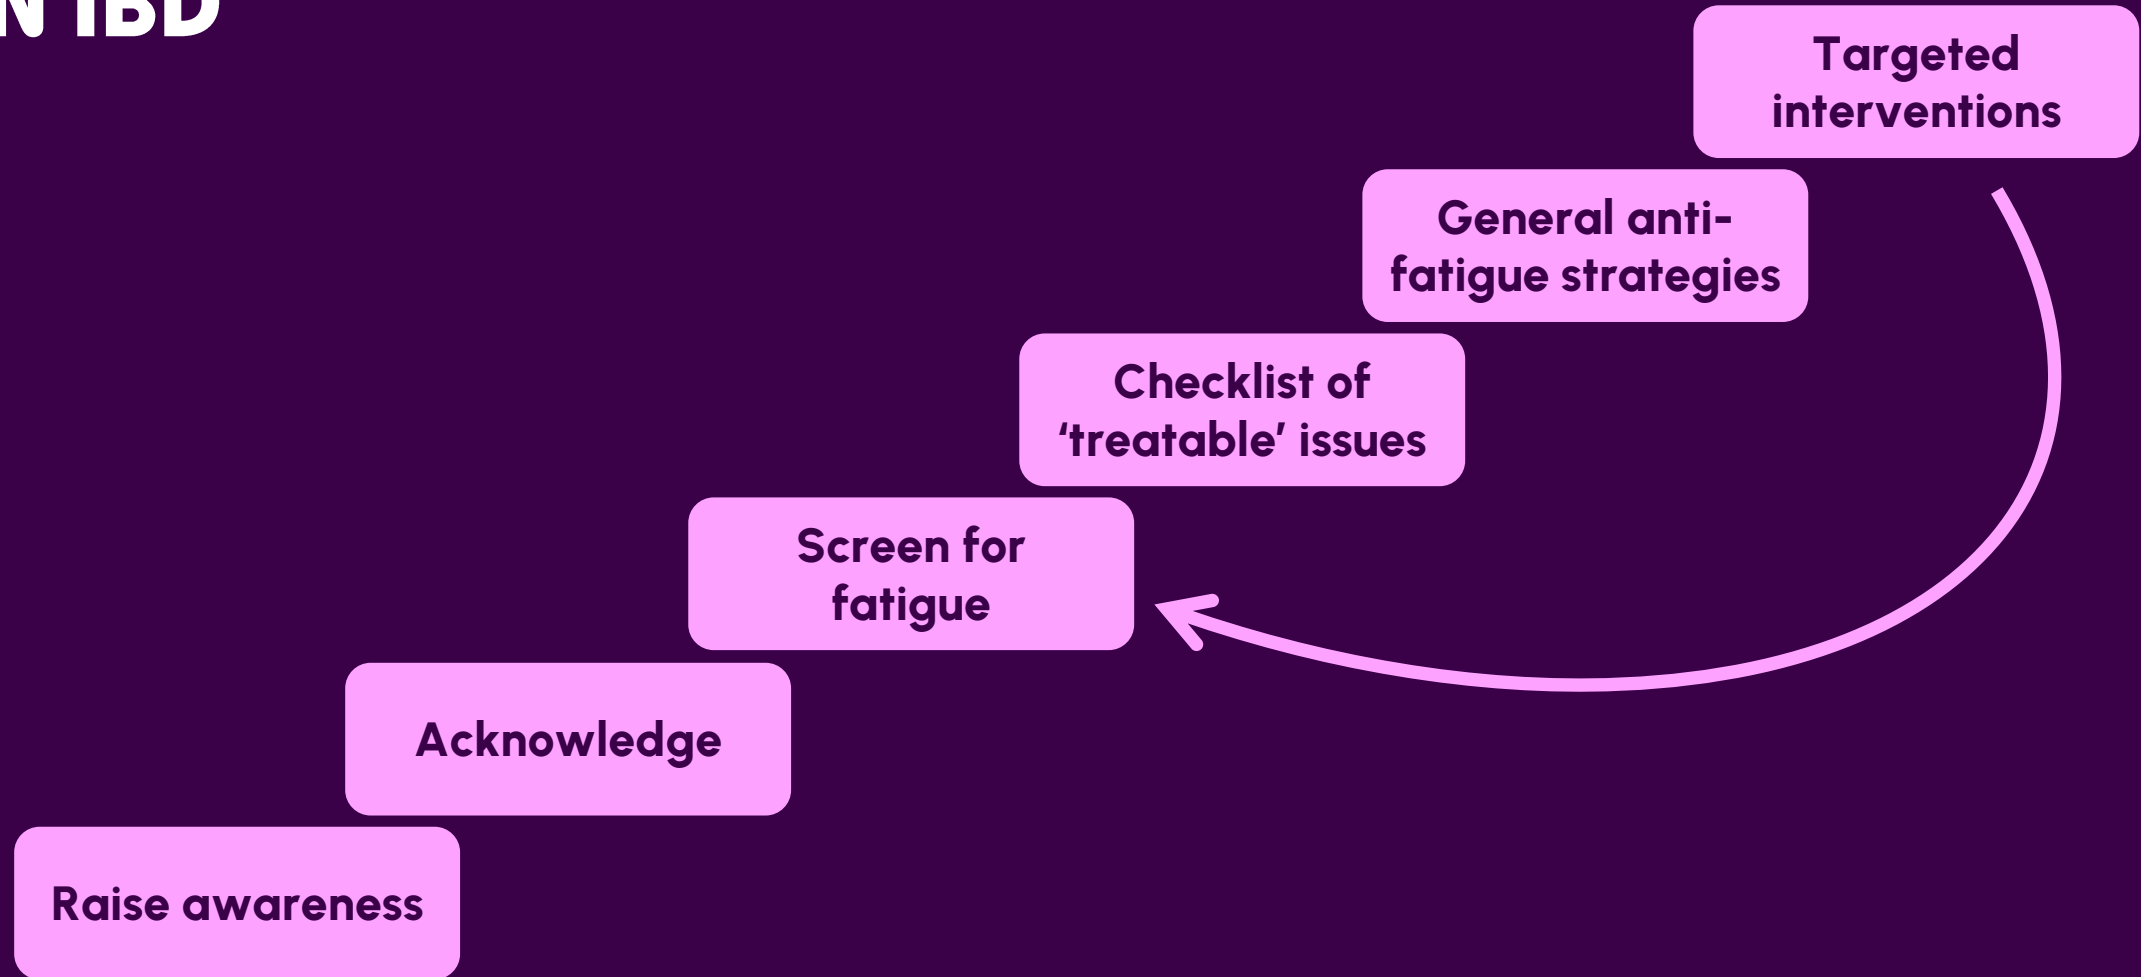 N IBD
Targeted
interventions
General anti-
fatigue strategies
Checklist of
‘treatable’ issues
Screen for
fatigue
Acknowledge
Raise awareness